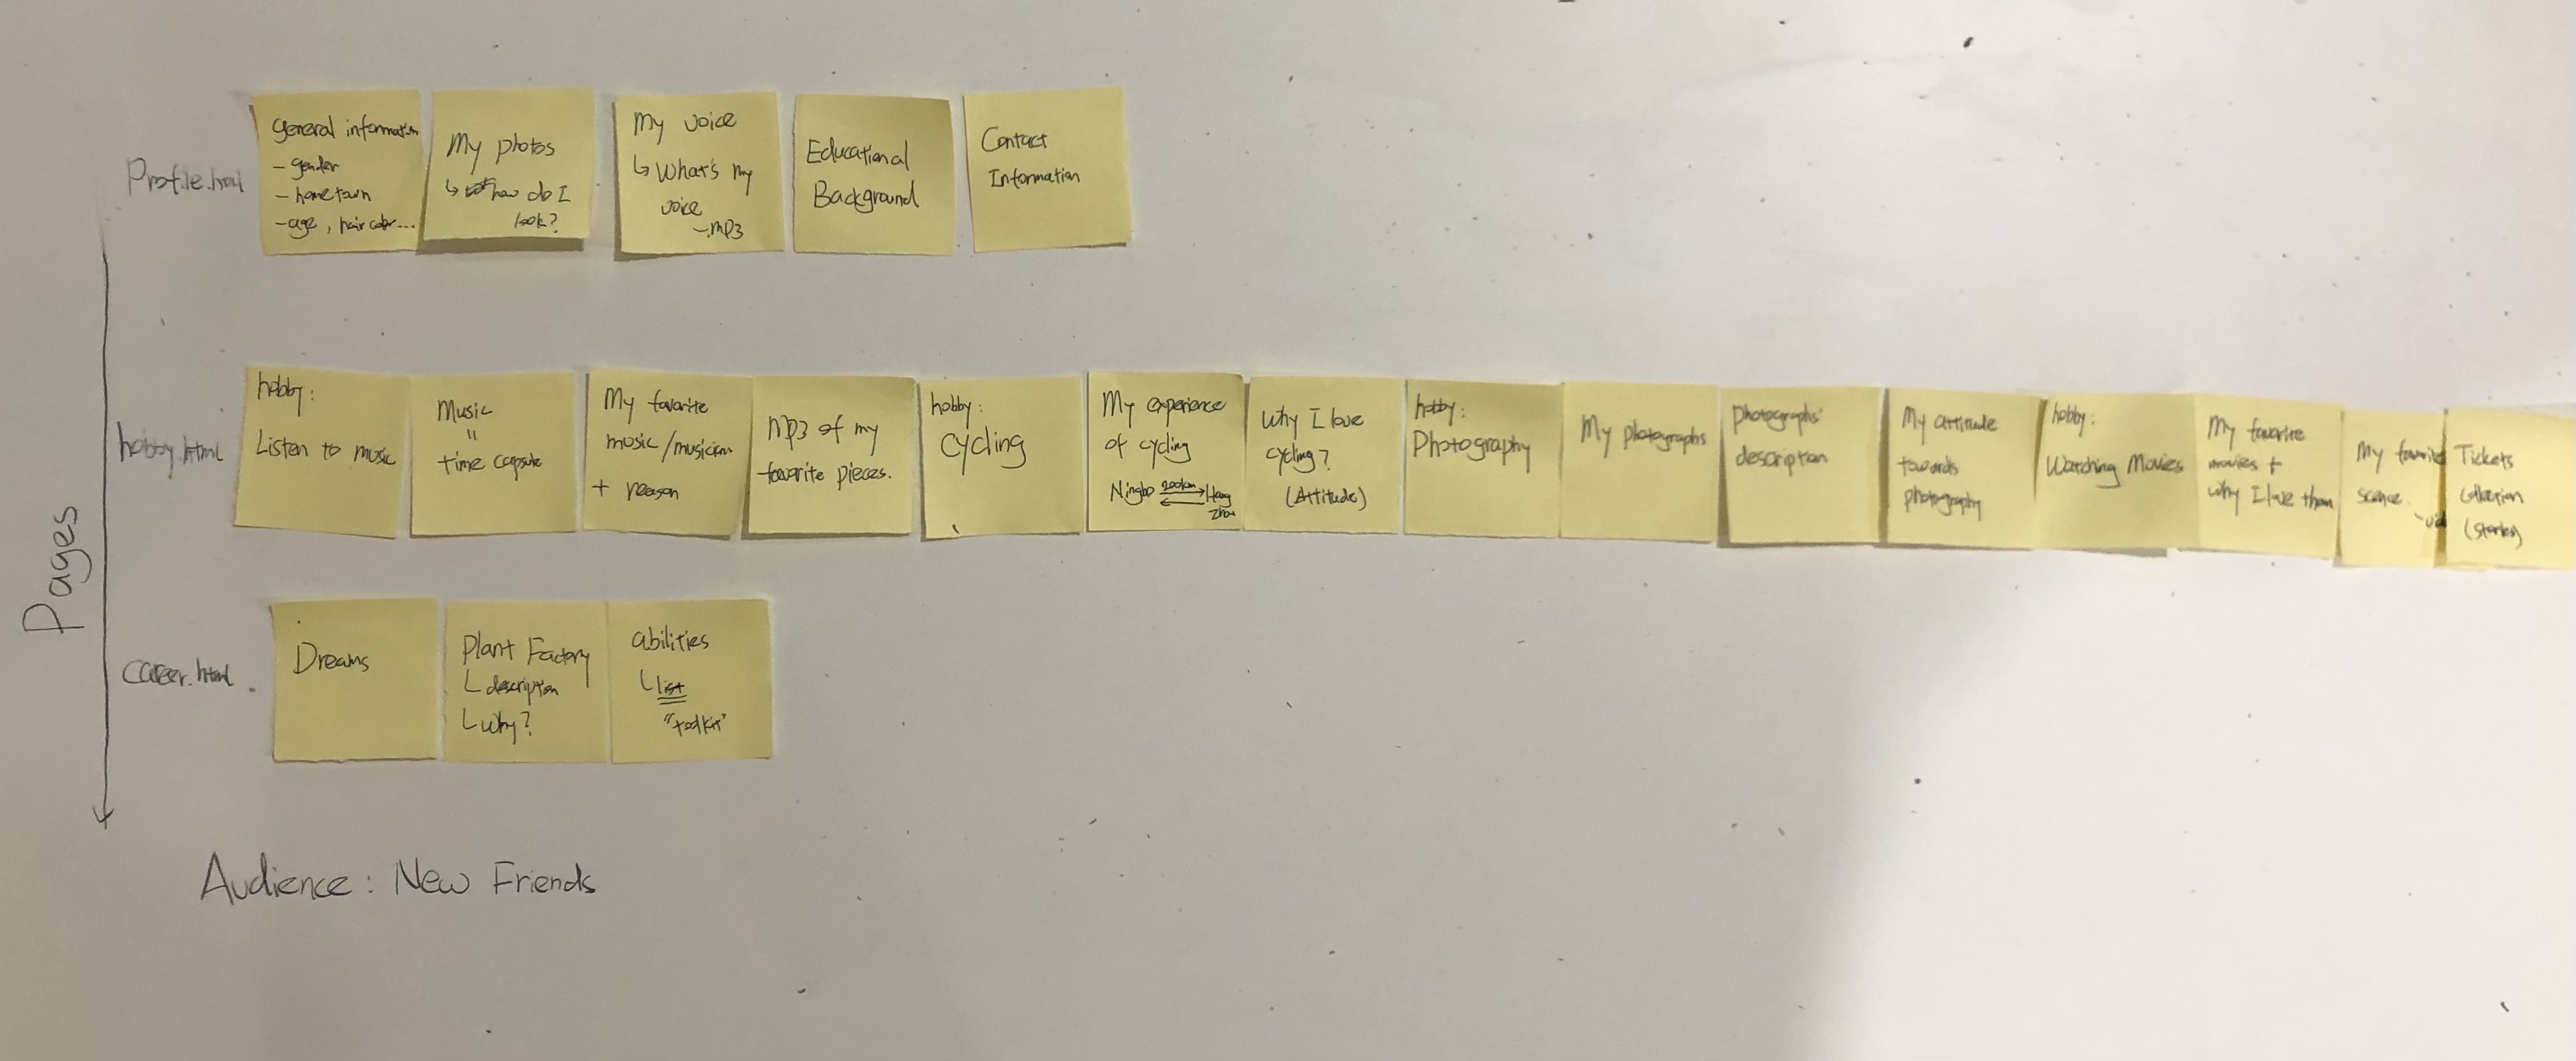 Pages
Profile.html
general information
- gender
- hometown
- age, hair color...
My photos
↳ how do I
look?
My voice
↳ What's my
voice
-.mp3
Educational
Background
Contact
Information
hobby.html
hobby:
Listen to music
Music
"
time capsule
My favorite
music/musician
+ reason
mp3 of my
favorite pieces.
hobby:
cycling
My experience
of cycling
Ningbo 200km Hang
zhou
Why I love
cycling?
(Attitude)
hobby:
Photography
My photographs
photographs'
description
My attitude
towards
photography
hobby:
Watching Movies
My favorite
movies +
why I love them
My favorite
Tickets
collection
(stories)
career.html
Dreams
Plant Factory
L description
L why?
abilities
L list
"toolkit"
Audience: New Friends